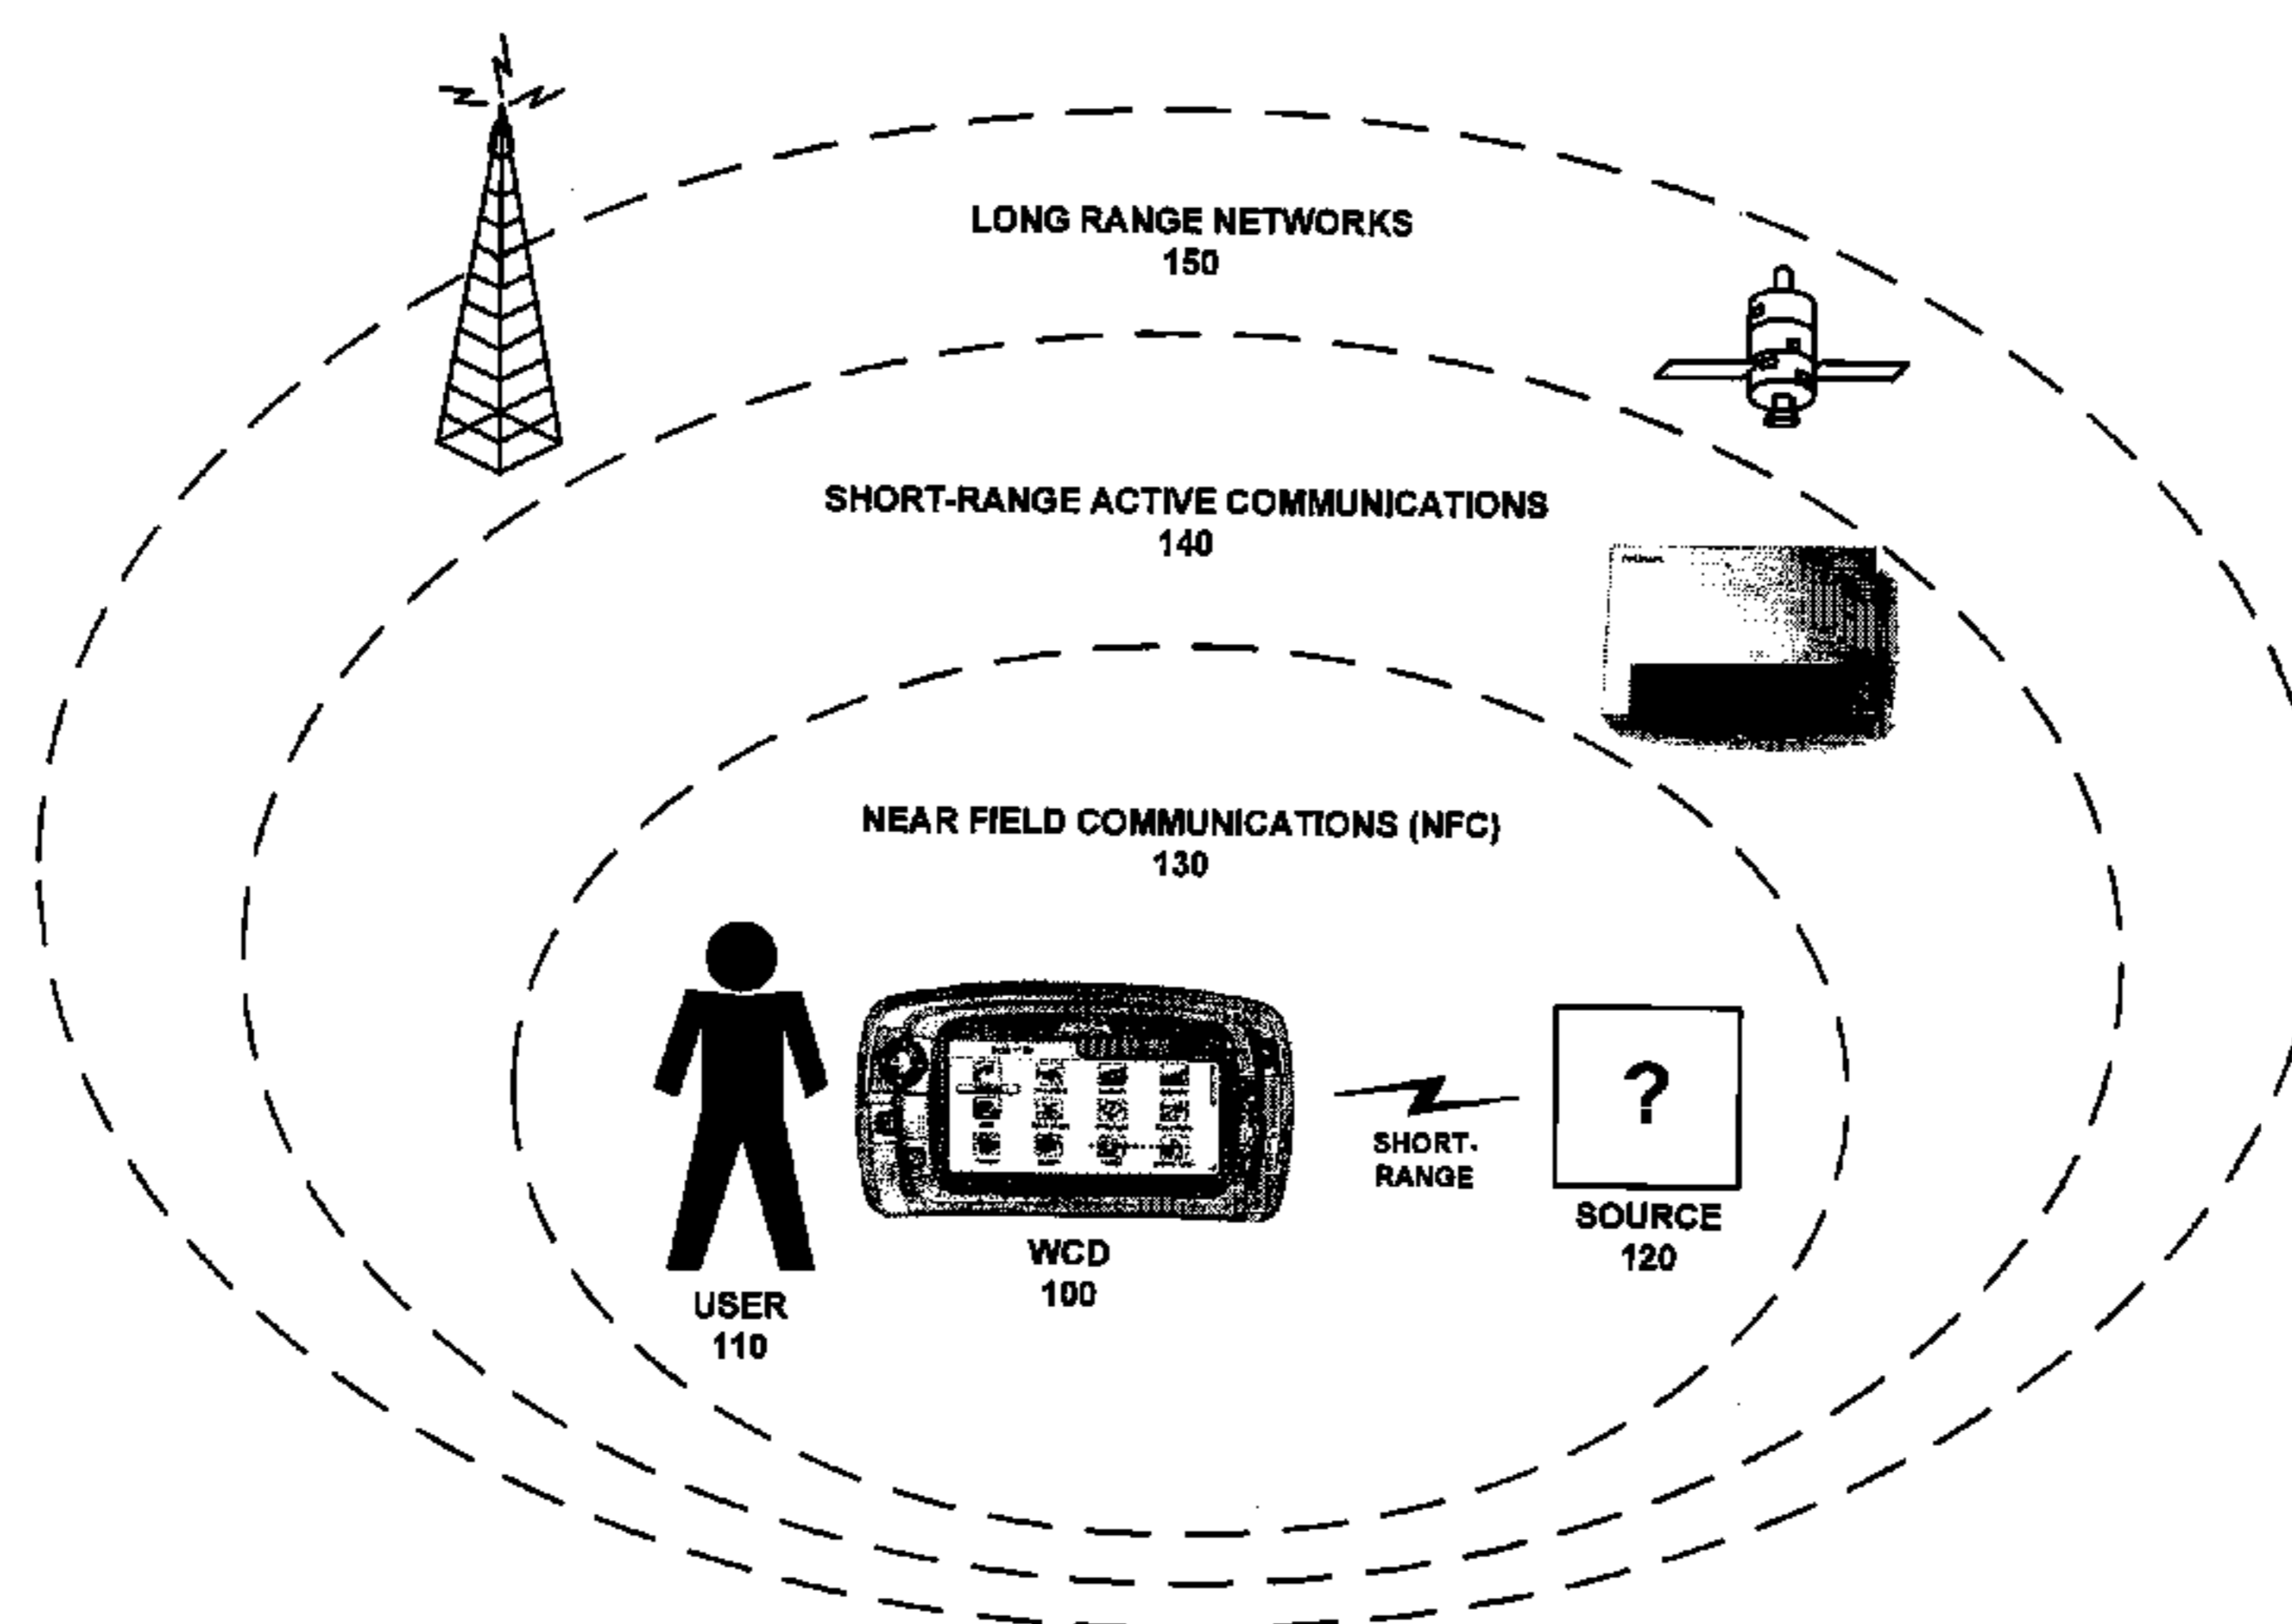 LONG RANGE NETWORKS
150
SHORT-RANGE ACTIVE COMMUNICATIONS
140
NEAR FIELD COMMUNICATIONS (NFC)
130
SHORT-
RANGE
?
SOURCE
120
WCD
100
USER
110